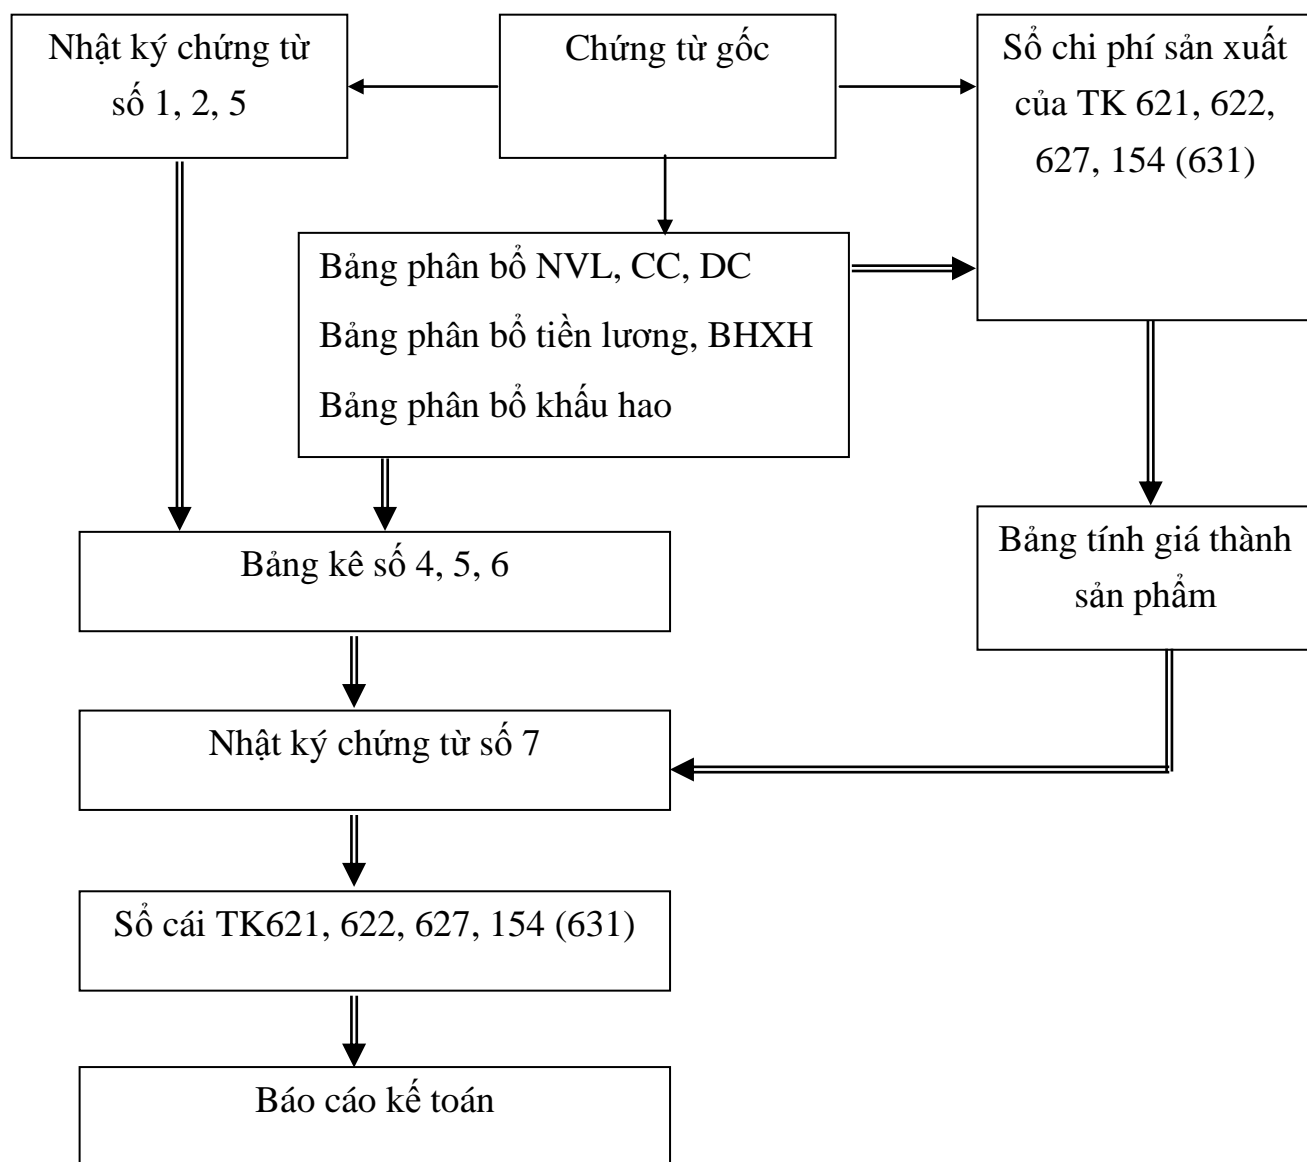 Nhật ký chứng từ
số 1, 2, 5
Chứng từ gốc
Sổ chi phí sản xuất
của TK 621, 622,
627, 154 (631)
Bảng phân bổ NVL, CC, DC
Bảng phân bổ tiền lương, BHXH
Bảng phân bổ khấu hao
Bảng kê số 4, 5, 6
Bảng tính giá thành
sản phẩm
Nhật ký chứng từ số 7
Sổ cái TK621, 622, 627, 154 (631)
Báo cáo kế toán